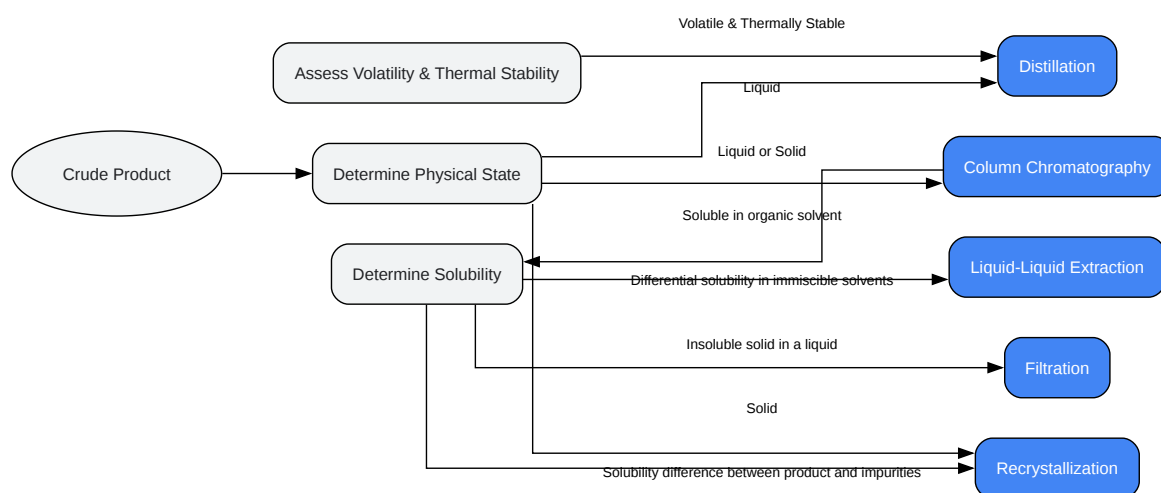 Volatile & Thermally Stable
Assess Volatility & Thermal Stability
Distillation
Liquid
Crude Product
Determine Physical State
Liquid or Solid
Column Chromatography
Soluble in organic solvent
Determine Solubility
Differential solubility in immiscible solvents
Liquid-Liquid Extraction
Insoluble solid in a liquid
Filtration
Solid
Solubility difference between product and impurities
Recrystallization